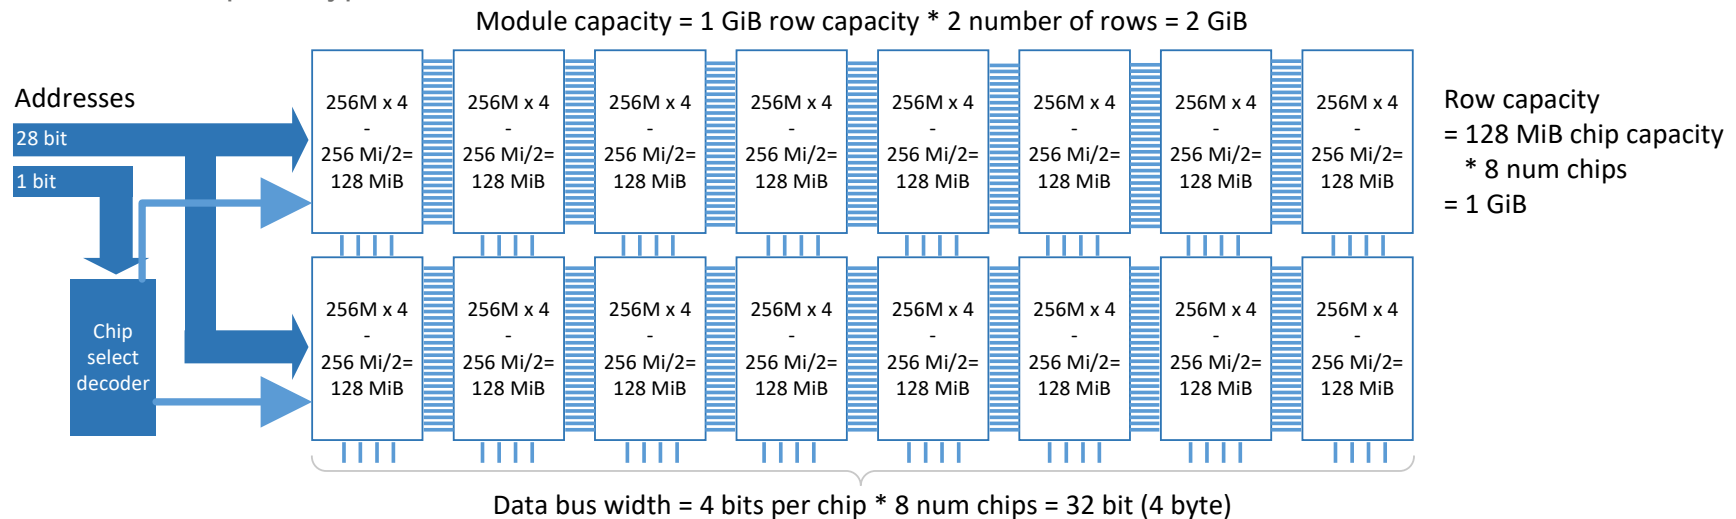 Module capacity = 1 GiB row capacity * 2 number of rows = 2 GiB
Addresses
28 bit
1 bit
Chip
select
decoder
256M x 4
-
256 Mi/2=
128 MiB
256M x 4
-
256 Mi/2=
128 MiB
256M x 4
-
256 Mi/2=
128 MiB
256M x 4
-
256 Mi/2=
128 MiB
256M x 4
-
256 Mi/2=
128 MiB
256M x 4
-
256 Mi/2=
128 MiB
256M x 4
-
256 Mi/2=
128 MiB
256M x 4
-
256 Mi/2=
128 MiB
Row capacity
= 128 MiB chip capacity
* 8 num chips
= 1 GiB
256M x 4
-
256 Mi/2=
128 MiB
256M x 4
-
256 Mi/2=
128 MiB
256M x 4
-
256 Mi/2=
128 MiB
256M x 4
-
256 Mi/2=
128 MiB
256M x 4
-
256 Mi/2=
128 MiB
256M x 4
-
256 Mi/2=
128 MiB
256M x 4
-
256 Mi/2=
128 MiB
256M x 4
-
256 Mi/2=
128 MiB
Data bus width = 4 bits per chip * 8 num chips = 32 bit (4 byte)